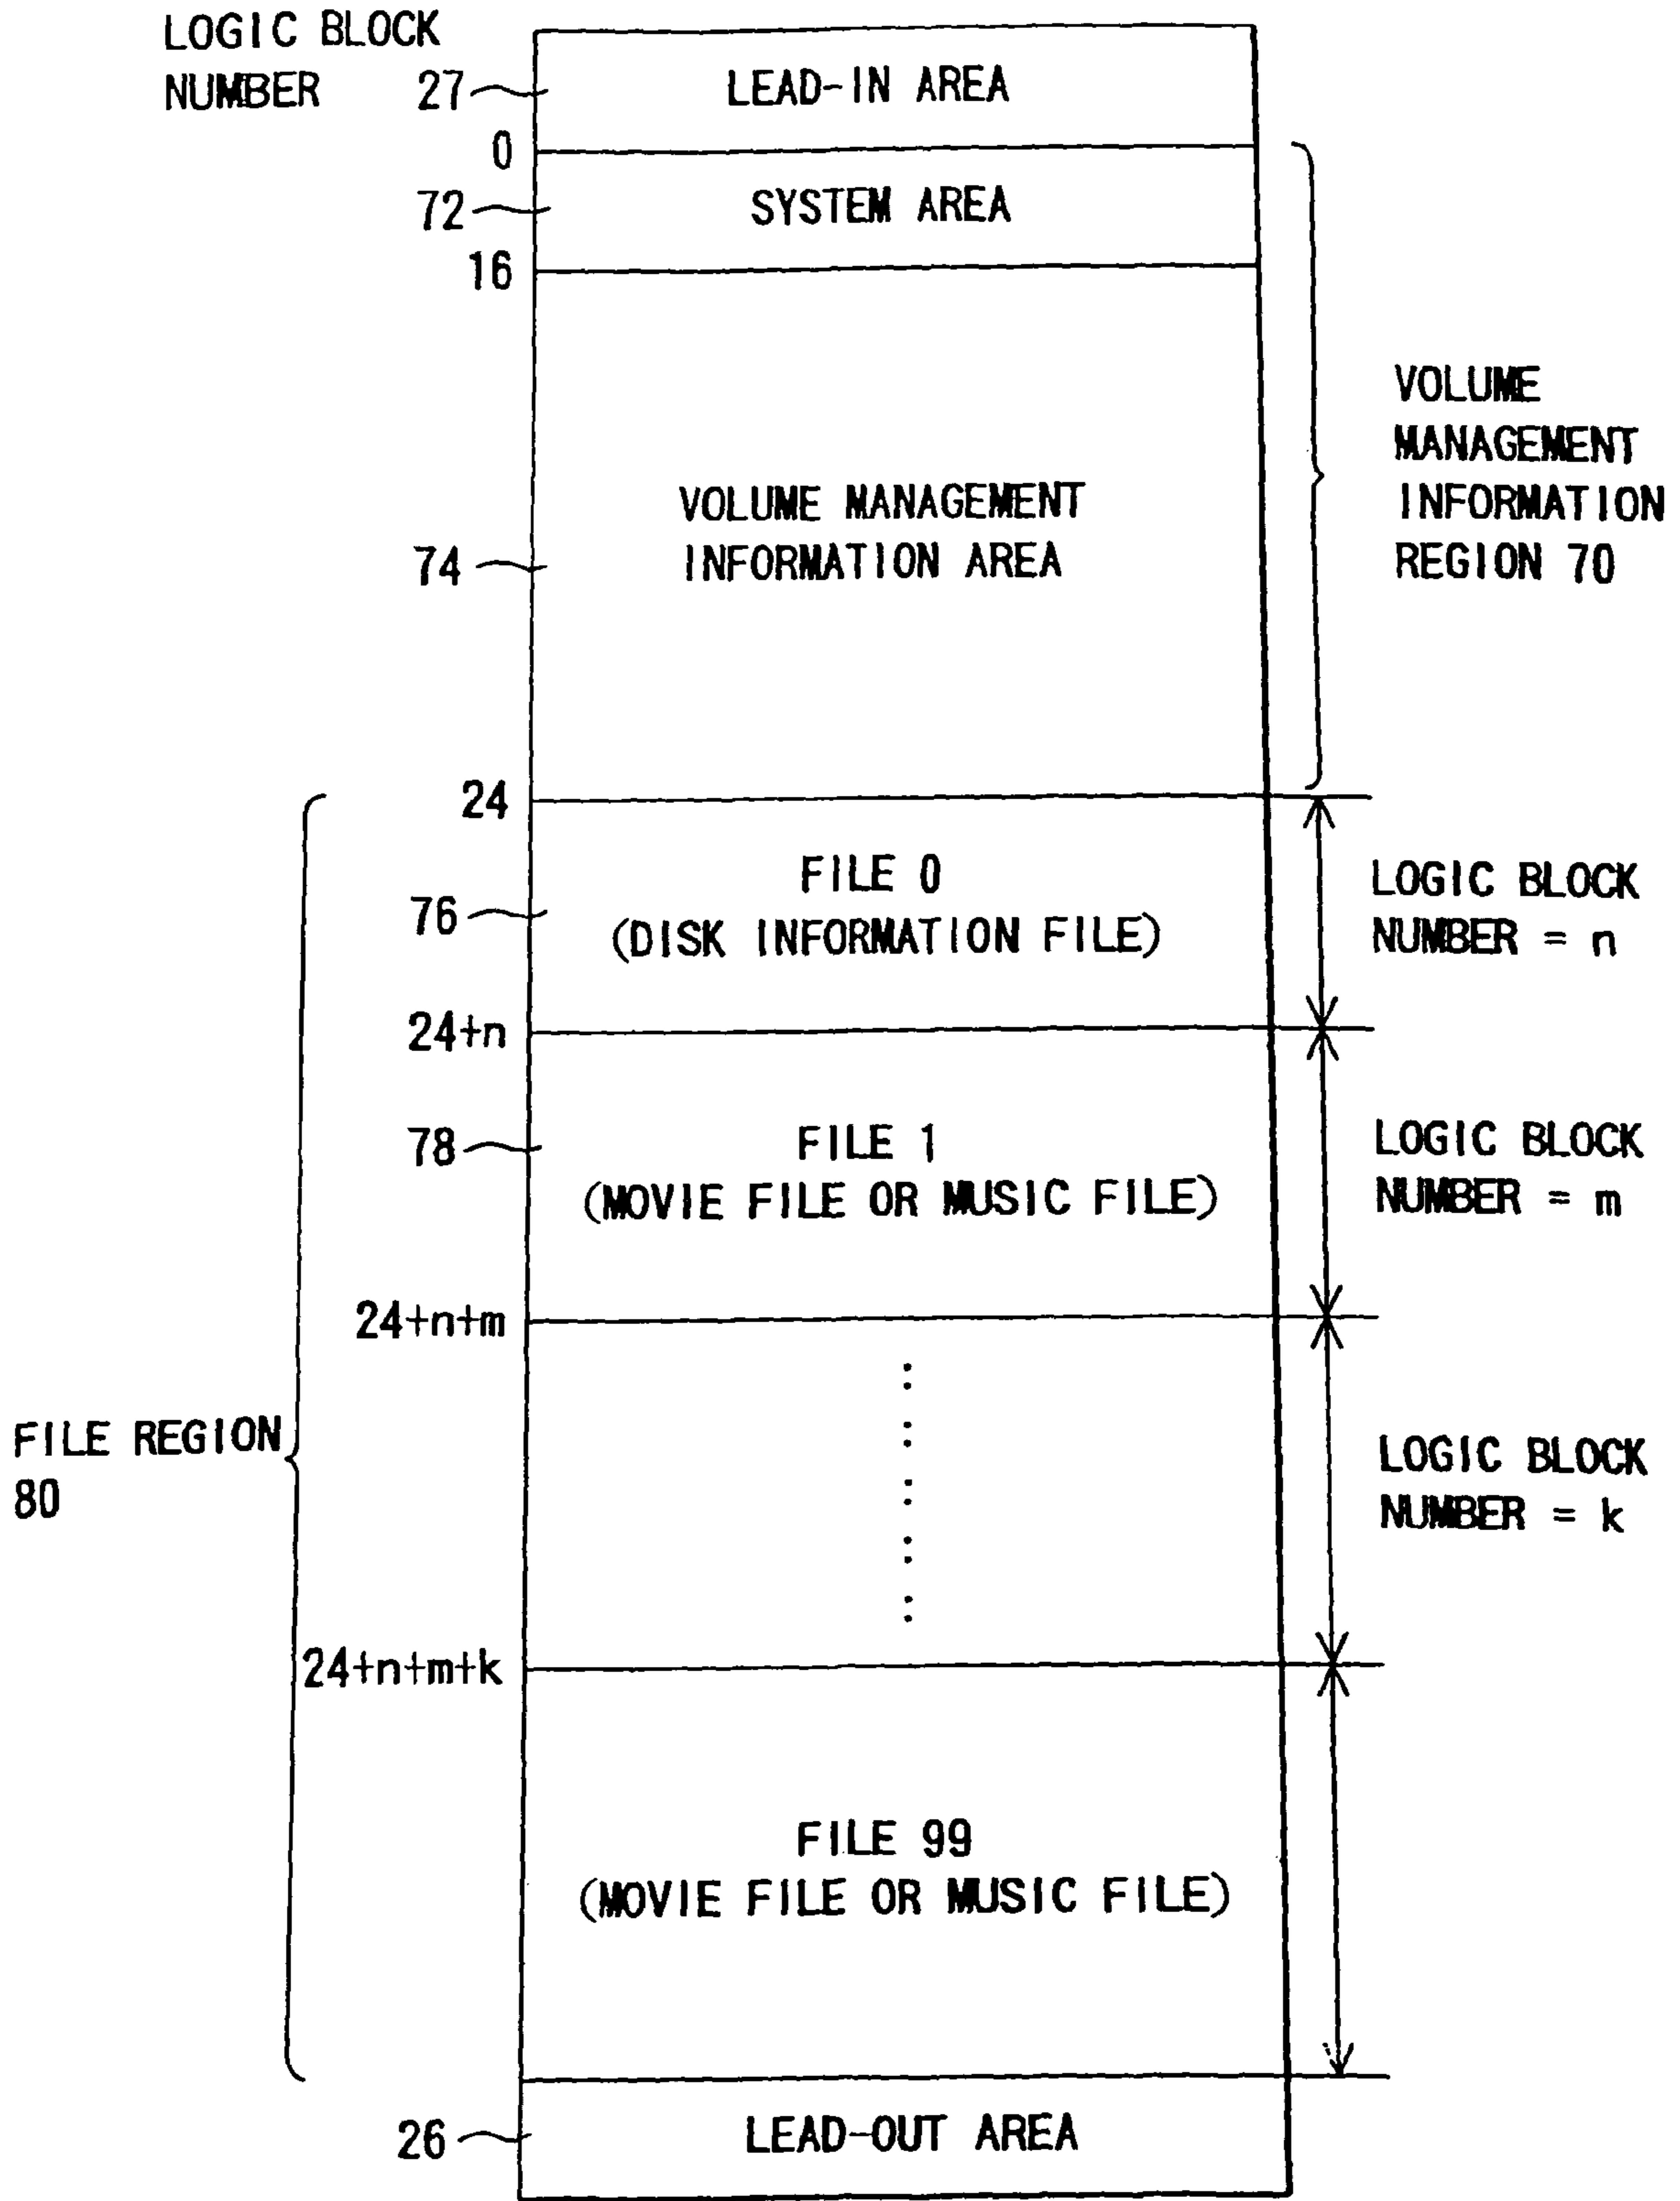 LOGIC BLOCK
NUMBER
27
LEAD-IN AREA
0
72
SYSTEM AREA
16
VOLUME
MANAGEMENT
INFORMATION
REGION 70
VOLUME MANAGEMENT
INFORMATION AREA
74
24
FILE 0
(DISK INFORMATION FILE)
76
LOGIC BLOCK
NUMBER = n
24+n
78
FILE 1
(MOVIE FILE OR MUSIC FILE)
LOGIC BLOCK
NUMBER = m
24+n+m
FILE REGION
80
LOGIC BLOCK
NUMBER = k
24+n+m+k
FILE 99
(MOVIE FILE OR MUSIC FILE)
26
LEAD-OUT AREA